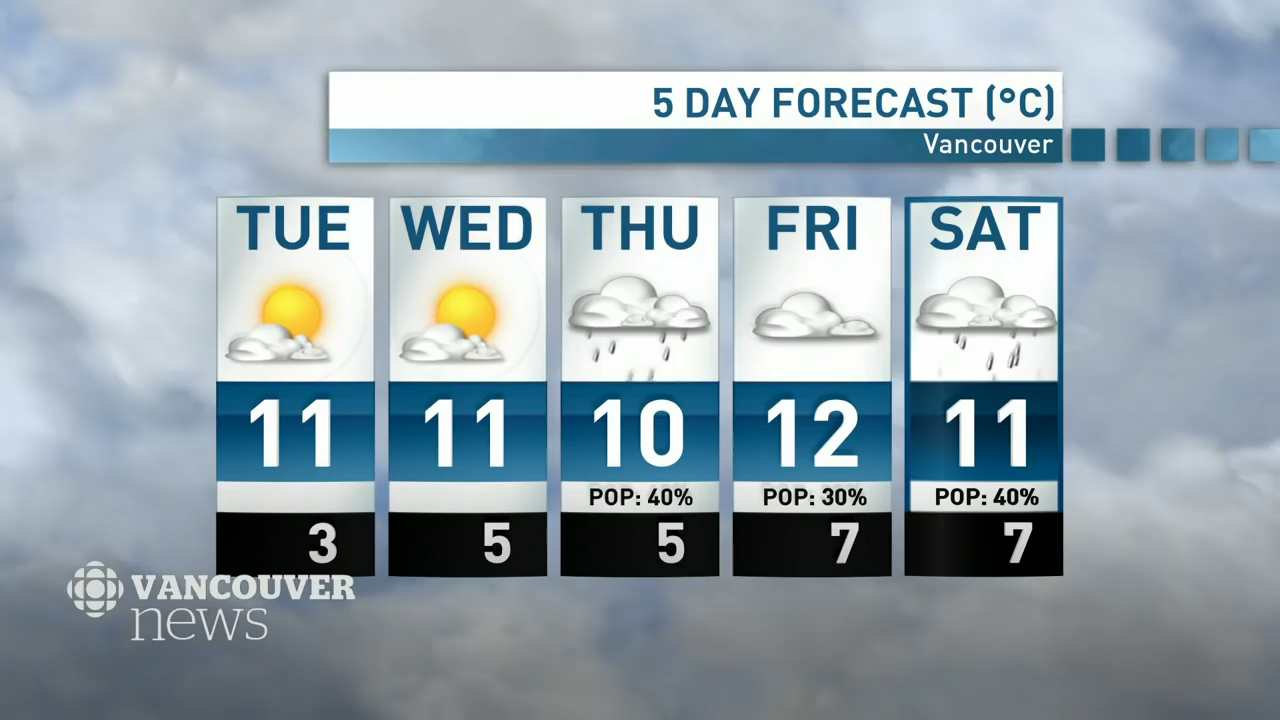 5 DAY FORECAST (°C)
Vancouver
TUE WED THU FRI SAT
11 11 10 12 11
POP: 40% POP: 30% POP: 40%
3 5 5 7 7
VANCOUVER
news